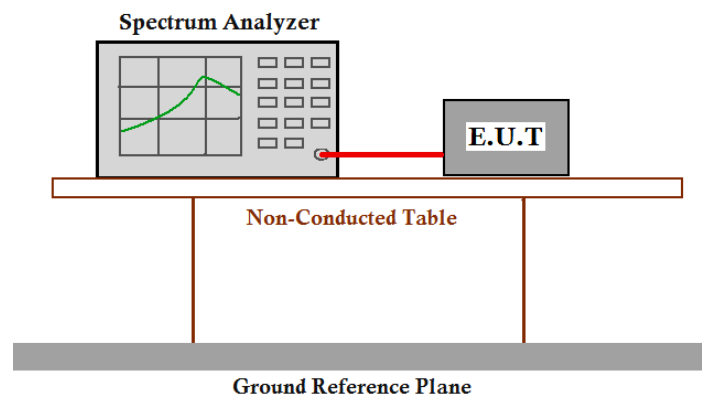 Spectrum Analyzer
E.U.T
Non-Conducted Table
Ground Reference Plane